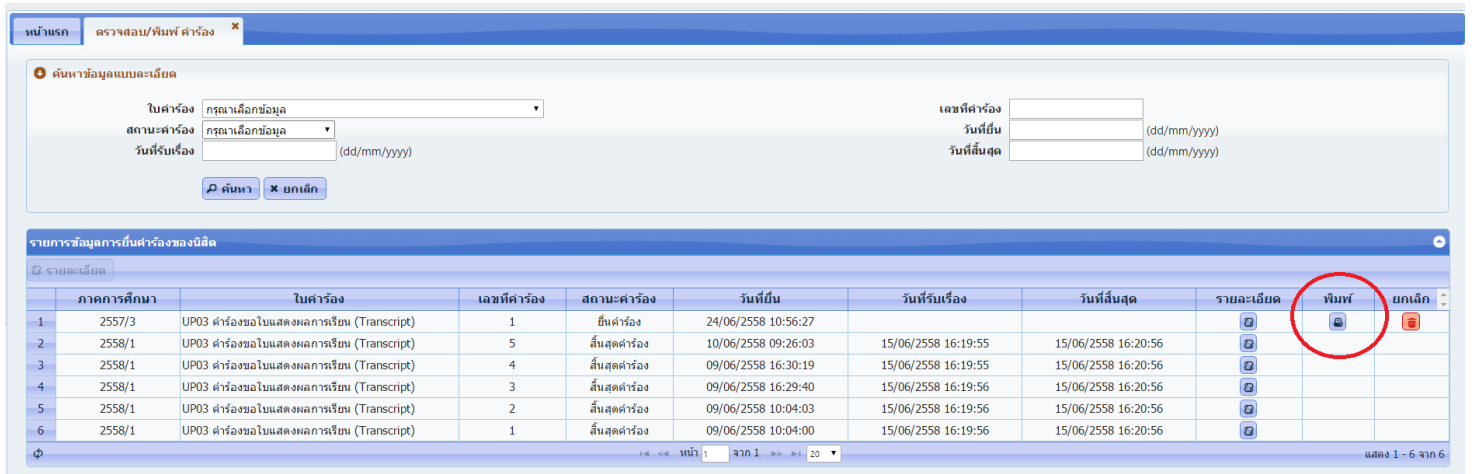 หน้าแรก ตรวจสอบ/พิมพ์ คำร้อง
ค้นหาข้อมูลแบบละเอียด
ใบคำร้อง กรุณาเลือกข้อมูล เลขที่คำร้อง
สถานะคำร้อง กรุณาเลือกข้อมูล วันที่ยื่น (dd/mm/yyyy)
วันที่รับเรื่อง (dd/mm/yyyy) วันที่สิ้นสุด (dd/mm/yyyy)
ค้นหา ยกเลิก
รายการข้อมูลการยื่นคำร้องของนิสิต
รายละเอียด
ภาคการศึกษา ใบคำร้อง เลขที่คำร้อง สถานะคำร้อง วันที่ยื่น วันที่รับเรื่อง วันที่สิ้นสุด รายละเอียด พิมพ์ ยกเลิก
1 2557/3 UP03 คำร้องขอใบแสดงผลการเรียน (Transcript) 1 ยื่นคำร้อง 24/06/2558 10:56:27
2 2558/1 UP03 คำร้องขอใบแสดงผลการเรียน (Transcript) 5 สิ้นสุดคำร้อง 10/06/2558 09:26:03 15/06/2558 16:19:55 15/06/2558 16:20:56
3 2558/1 UP03 คำร้องขอใบแสดงผลการเรียน (Transcript) 4 สิ้นสุดคำร้อง 09/06/2558 16:30:19 15/06/2558 16:19:55 15/06/2558 16:20:56
4 2558/1 UP03 คำร้องขอใบแสดงผลการเรียน (Transcript) 3 สิ้นสุดคำร้อง 09/06/2558 16:29:40 15/06/2558 16:19:56 15/06/2558 16:20:56
5 2558/1 UP03 คำร้องขอใบแสดงผลการเรียน (Transcript) 2 สิ้นสุดคำร้อง 09/06/2558 10:04:03 15/06/2558 16:19:56 15/06/2558 16:20:56
6 2558/1 UP03 คำร้องขอใบแสดงผลการเรียน (Transcript) 1 สิ้นสุดคำร้อง 09/06/2558 10:04:00 15/06/2558 16:19:56 15/06/2558 16:20:56
หน้า 1 จาก 1 20 แสดง 1 - 6 จาก 6